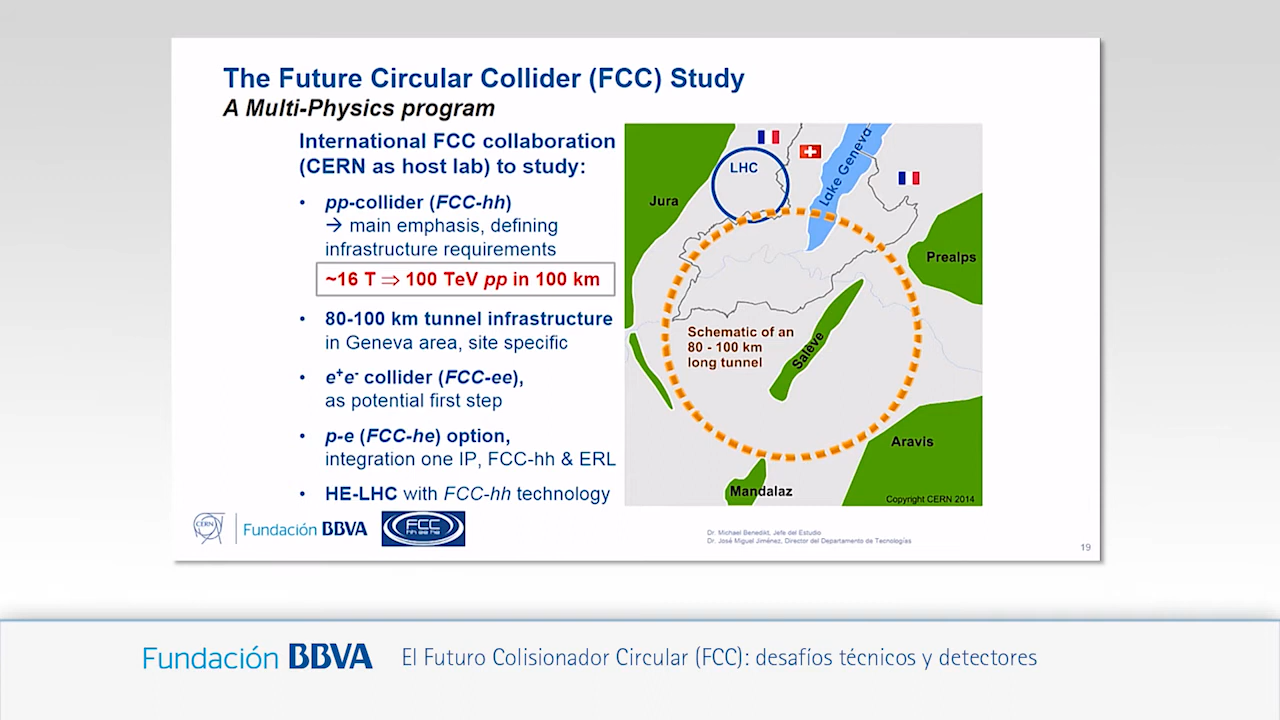 The Future Circular Collider (FCC) Study
A Multi-Physics program
International FCC collaboration
(CERN as host lab) to study:
• pp-collider (FCC-hh)
→ main emphasis, defining
infrastructure requirements
~16 T ⇒ 100 TeV pp in 100 km
• 80-100 km tunnel infrastructure
in Geneva area, site specific
• e+e- collider (FCC-ee),
as potential first step
• p-e (FCC-he) option,
integration one IP, FCC-hh & ERL
• HE-LHC with FCC-hh technology
LHC
Lake Geneva
Jura
Prealps
Schematic of an
80 - 100 km
long tunnel
Salève
Aravis
Mandalaz
Copyright CERN 2014
CERN
Fundación BBVA
FCC
hh ee he
Dr. Michael Benedikt, Jefe del Estudio
Dr. José Miguel Jiménez, Director del Departamento de Tecnologías
19
Fundación BBVA
El Futuro Colisionador Circular (FCC): desafíos técnicos y detectores